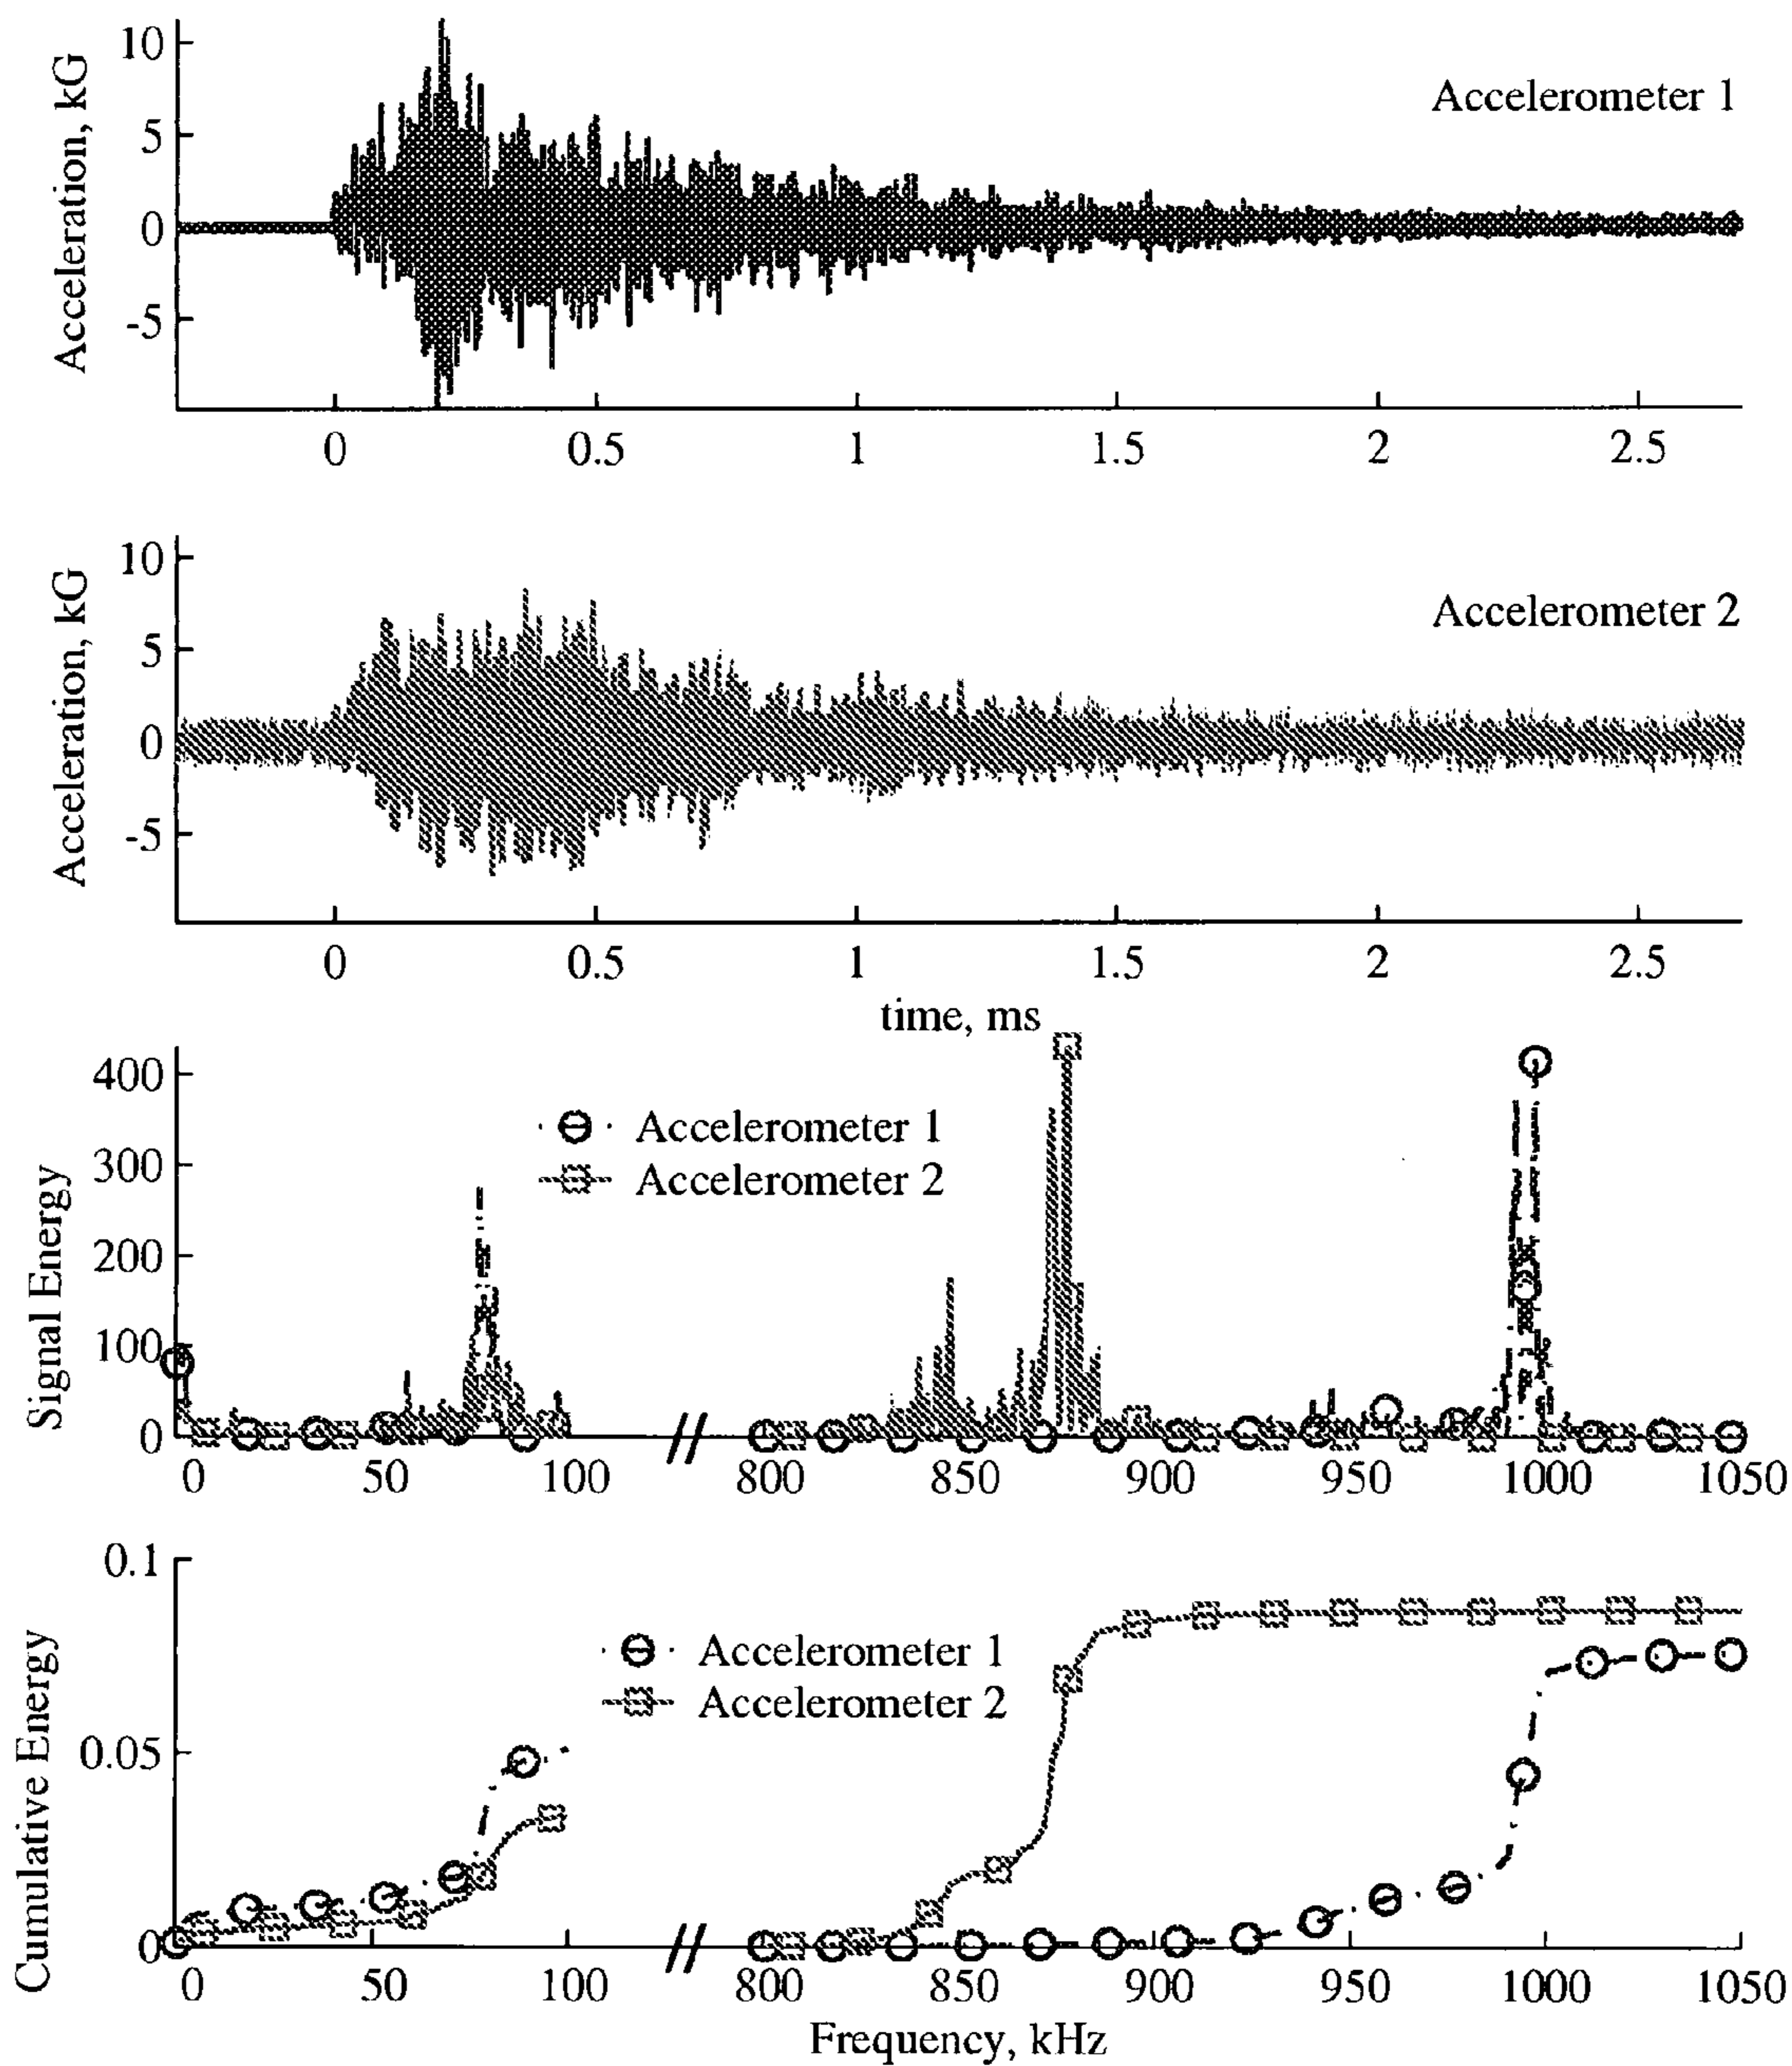 10
5
0
-5
Acceleration, kG
Accelerometer 1
0 0.5 1 1.5 2 2.5
10
5
0
-5
Acceleration, kG
Accelerometer 2
0 0.5 1 1.5 2 2.5
time, ms
400
300
200
100
0
Signal Energy
Accelerometer 1
Accelerometer 2
0 50 100 // 800 850 900 950 1000 1050
0.1
0.05
0
Cumulative Energy
Accelerometer 1
Accelerometer 2
0 50 100 // 800 850 900 950 1000 1050
Frequency, kHz